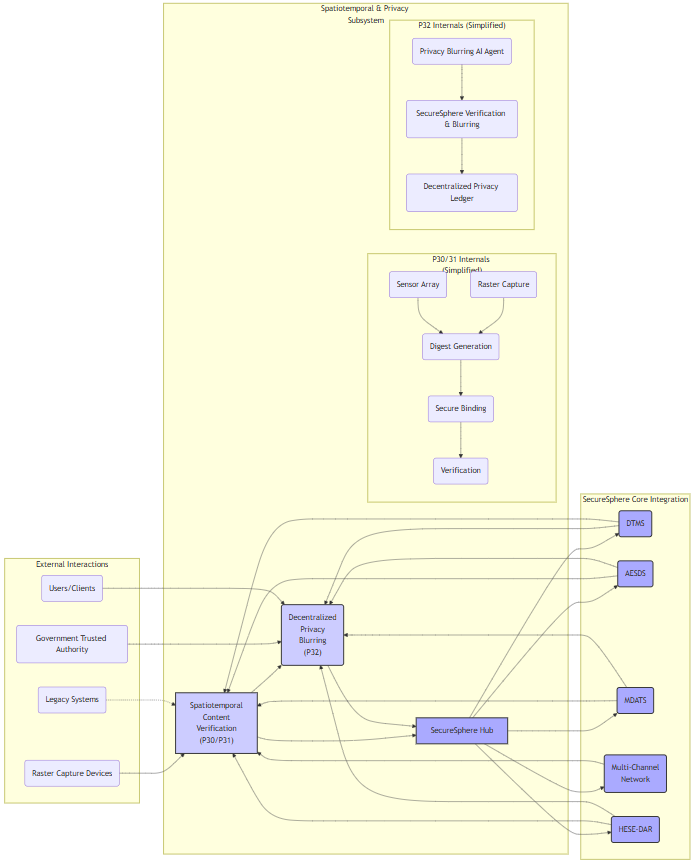 Spatiotemporal & Privacy
Subsystem
P32 Internals (Simplified)
Privacy Blurring AI Agent
SecureSphere Verification
& Blurring
Decentralized Privacy
Ledger
P30/31 Internals
(Simplified)
Sensor Array
Raster Capture
Digest Generation
Secure Binding
Verification
SecureSphere Core Integration
DTMS
AESDS
MDATS
Multi-Channel
Network
HESE-DAR
External Interactions
Users/Clients
Government Trusted
Authority
Legacy Systems
Raster Capture Devices
Decentralized
Privacy
Blurring
(P32)
Spatiotemporal
Content
Verification
(P30/P31)
SecureSphere Hub